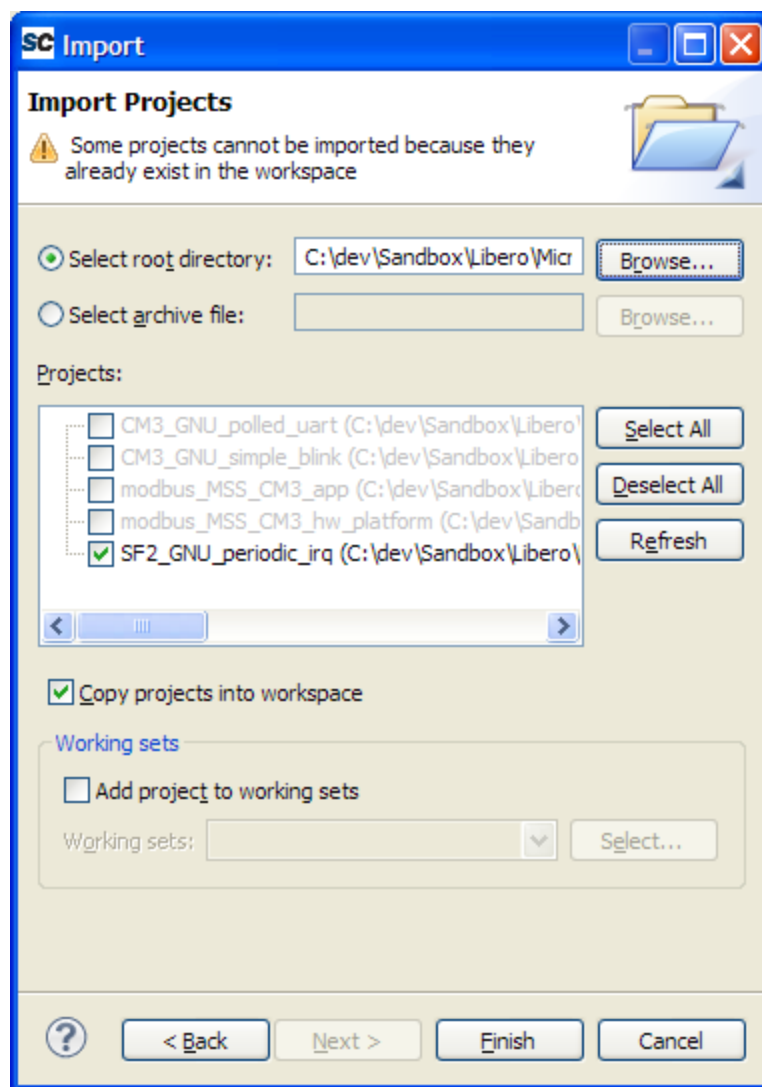 SC Import
Import Projects
Some projects cannot be imported because they
already exist in the workspace
Select root directory: C:\dev\Sandbox\Libero\Micr Browse...
Select archive file: Browse...
Projects:
CM3_GNU_polled_uart (C:\dev\Sandbox\Libero\ Select All
CM3_GNU_simple_blink (C:\dev\Sandbox\Libero
modbus_MSS_CM3_app (C:\dev\Sandbox\Liberc Deselect All
modbus_MSS_CM3_hw_platform (C:\dev\Sandb
SF2_GNU_periodic_irq (C:\dev\Sandbox\Libero\ Refresh
Copy projects into workspace
Working sets
Add project to working sets
Working sets: Select...
? < Back Next > Finish Cancel